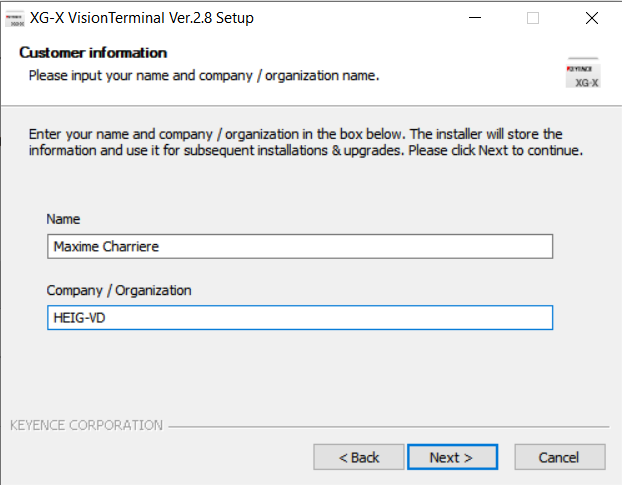 XG-X VisionTerminal Ver.2.8 Setup
Customer information
Please input your name and company / organization name.
KEYENCE
XG-X
Enter your name and company / organization in the box below. The installer will store the
information and use it for subsequent installations & upgrades. Please click Next to continue.
Name
Maxime Charriere
Company / Organization
HEIG-VD
KEYENCE CORPORATION
< Back
Next >
Cancel